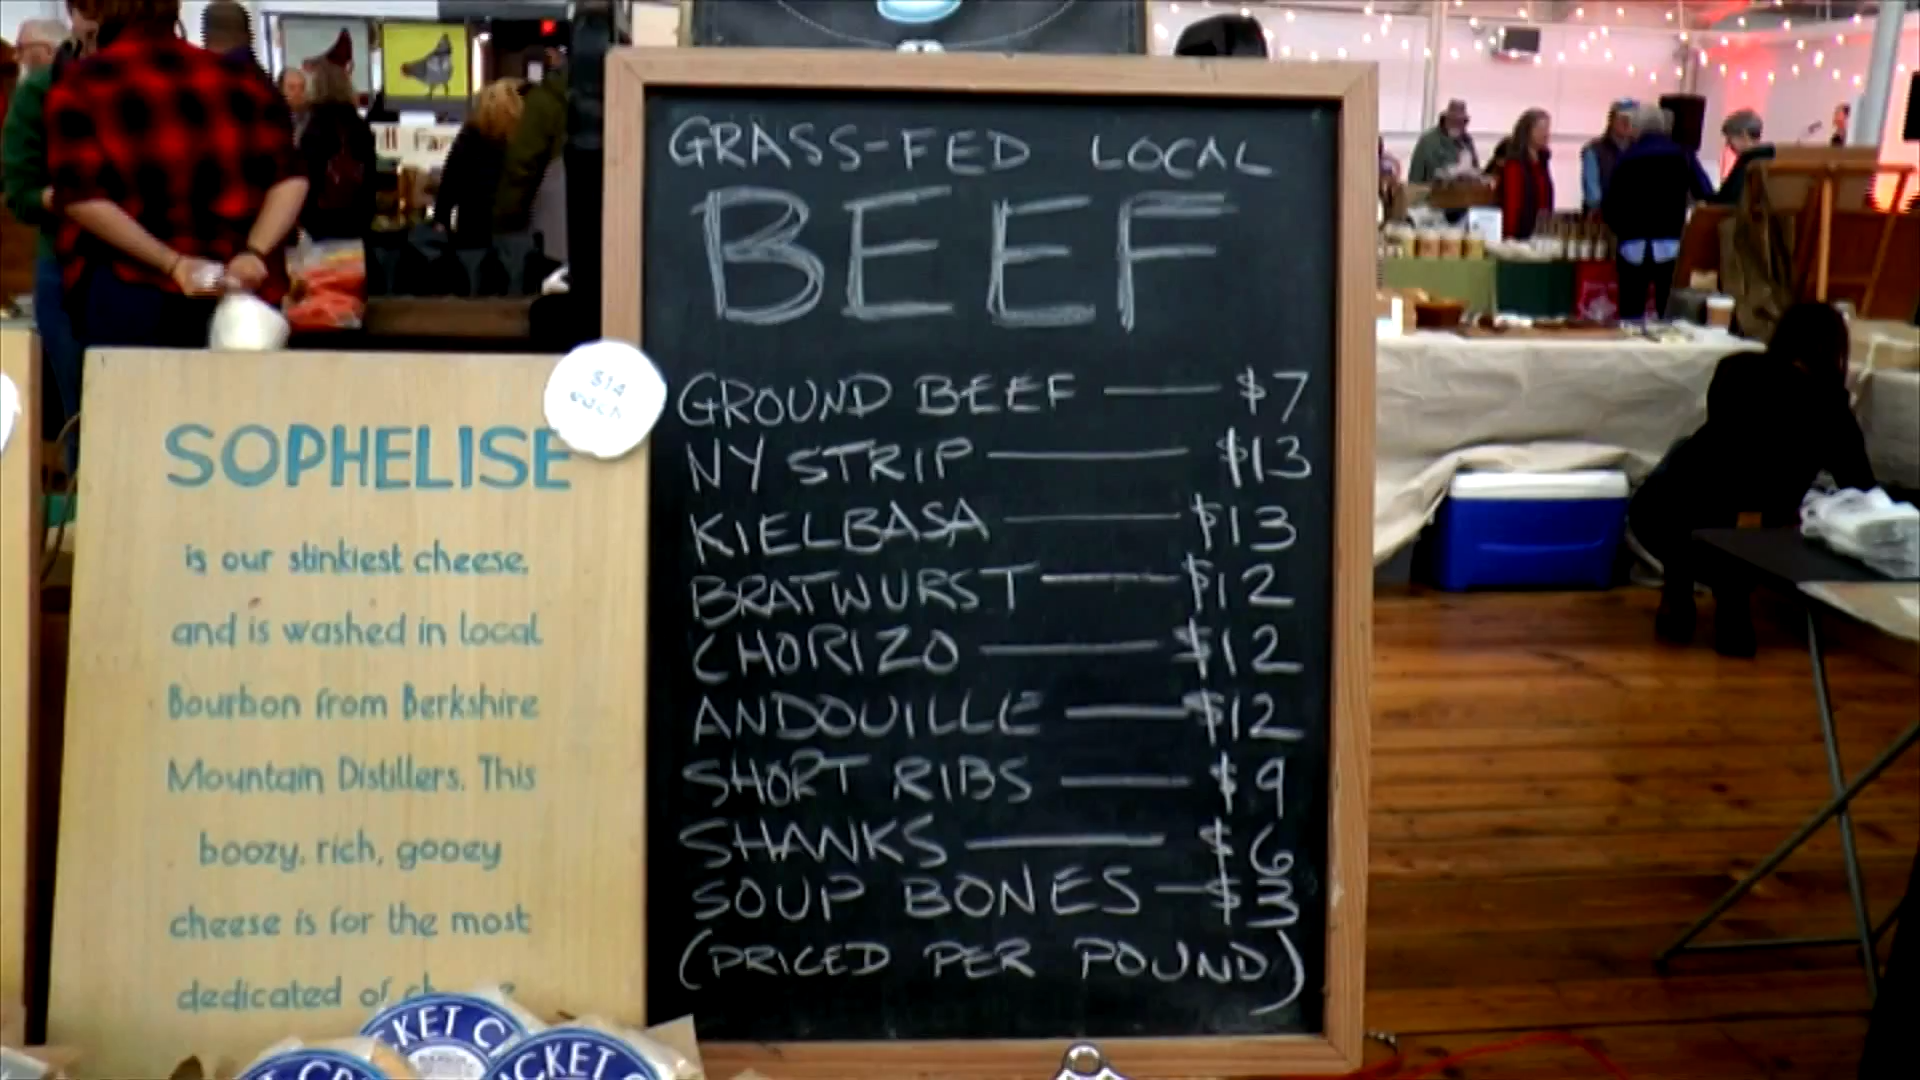 GRASS-FED LOCAL
BEEF
GROUND BEEF — $7
NY STRIP — $13
KIELBASA — $13
BRATWURST — $12
CHORIZO — $12
ANDOUILLE — $12
SHORT RIBS — $9
SHANKS — $6
SOUP BONES — $3
(PRICED PER POUND)
$14
each
SOPHELISE
is our stinkiest cheese,
and is washed in local
Bourbon from Berkshire
Mountain Distillers. This
boozy, rich, gooey
cheese is for the most
dedicated of